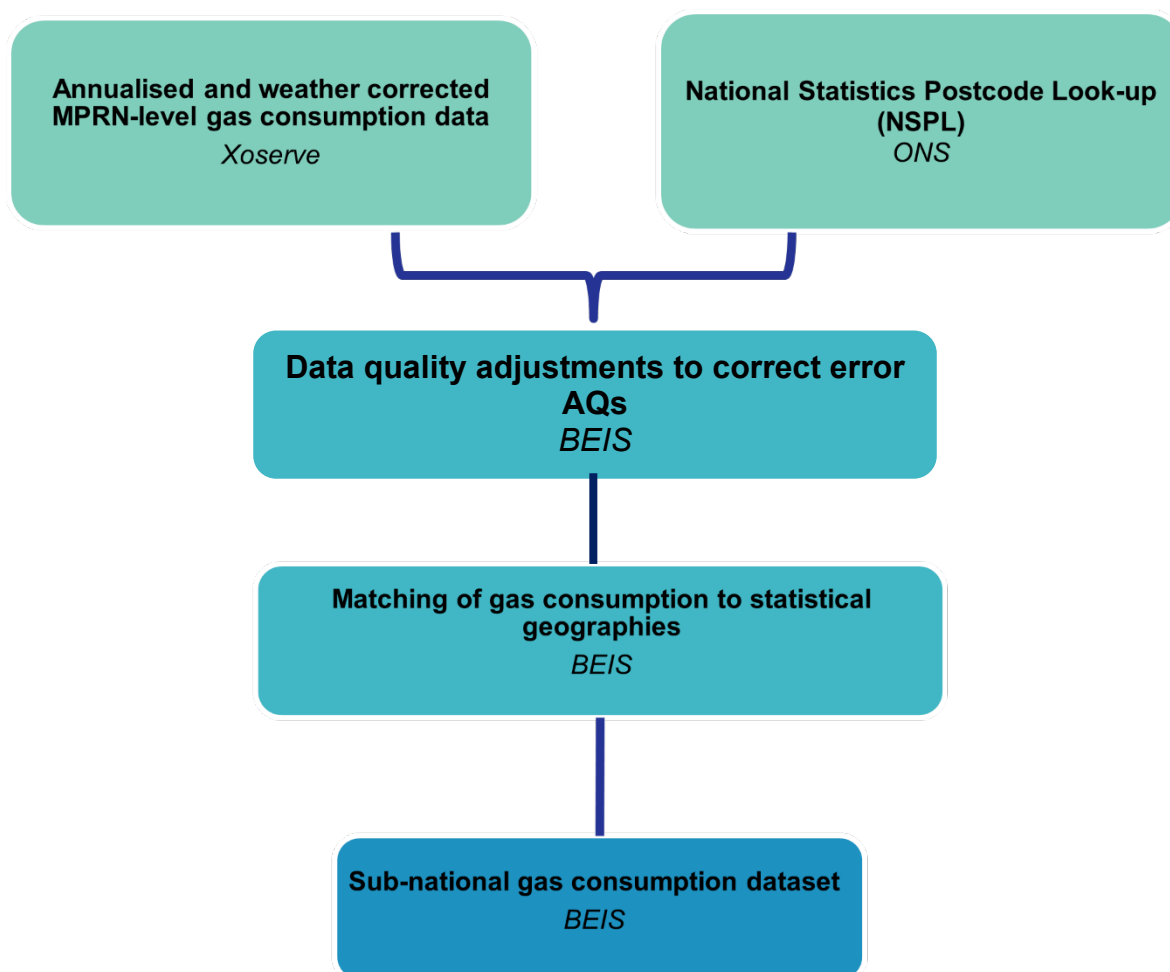 Annualised and weather corrected
MPRN-level gas consumption data
Xoserve
National Statistics Postcode Look-up
(NSPL)
ONS
Data quality adjustments to correct error
AQs
BEIS
Matching of gas consumption to statistical
geographies
BEIS
Sub-national gas consumption dataset
BEIS